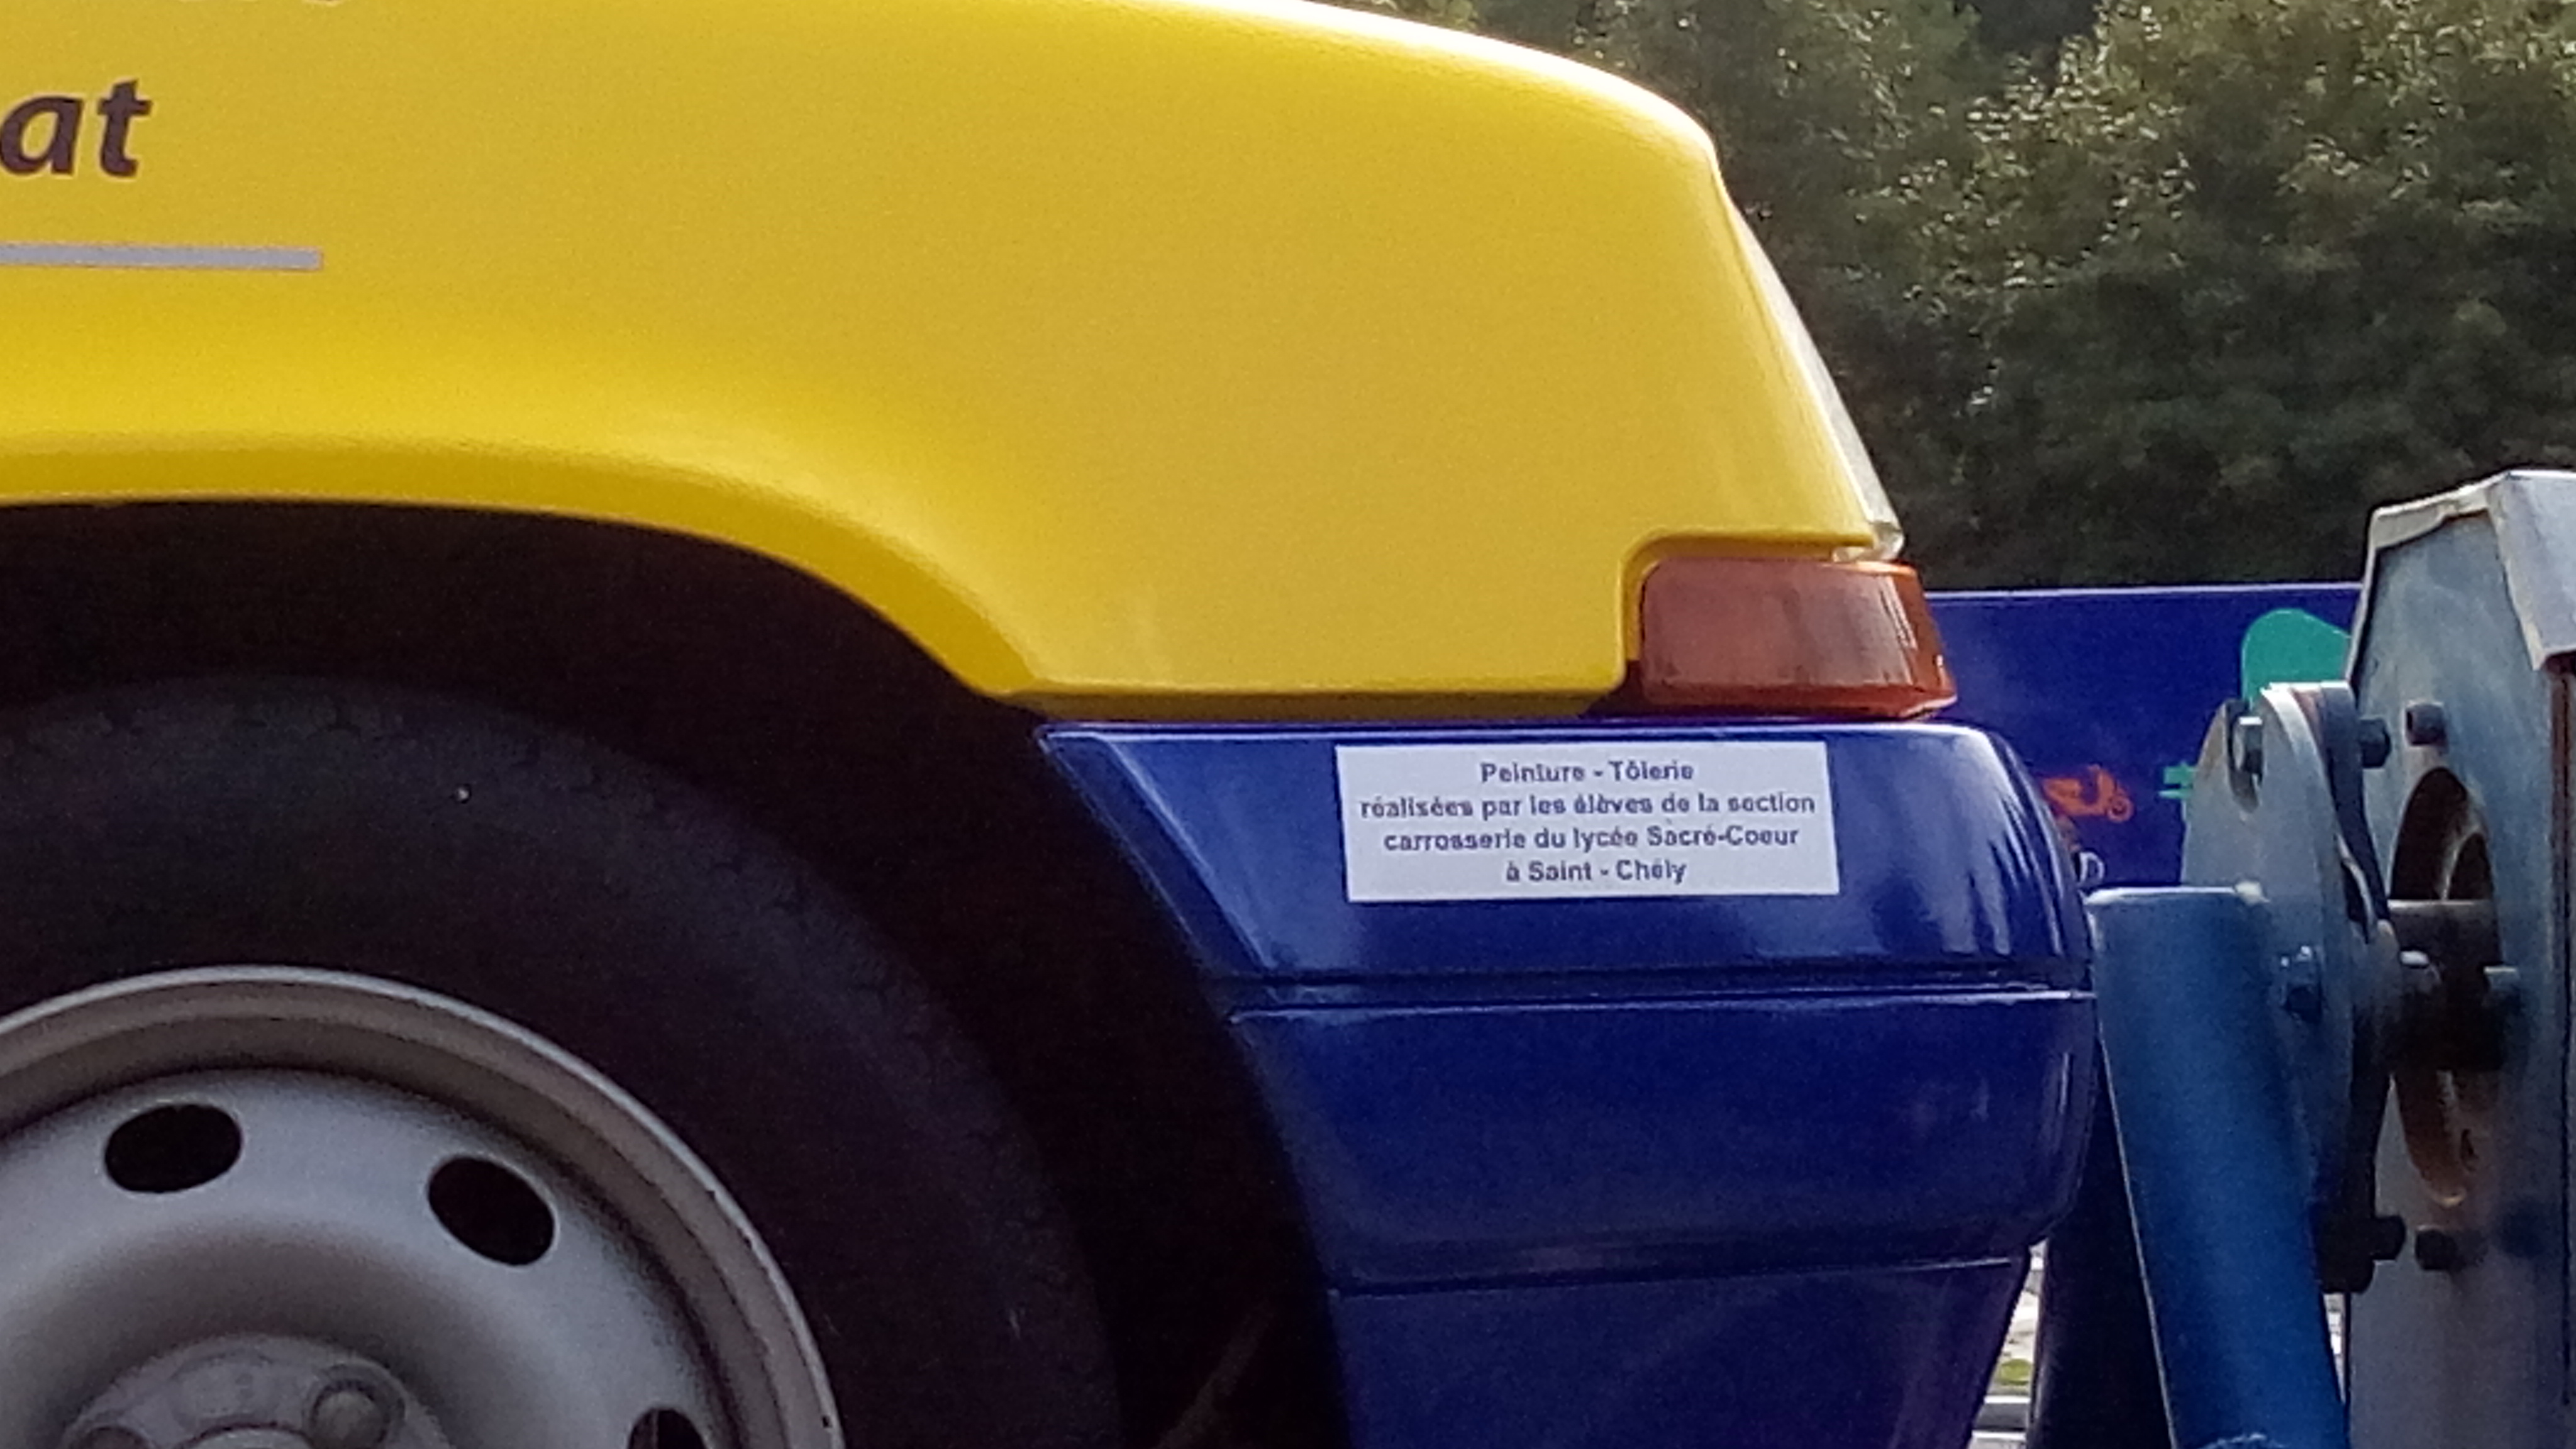 at
Peinture - Tôlerie
réalisées par les élèves de la section
carrosserie du lycée Sacré-Coeur
à Saint - Chély